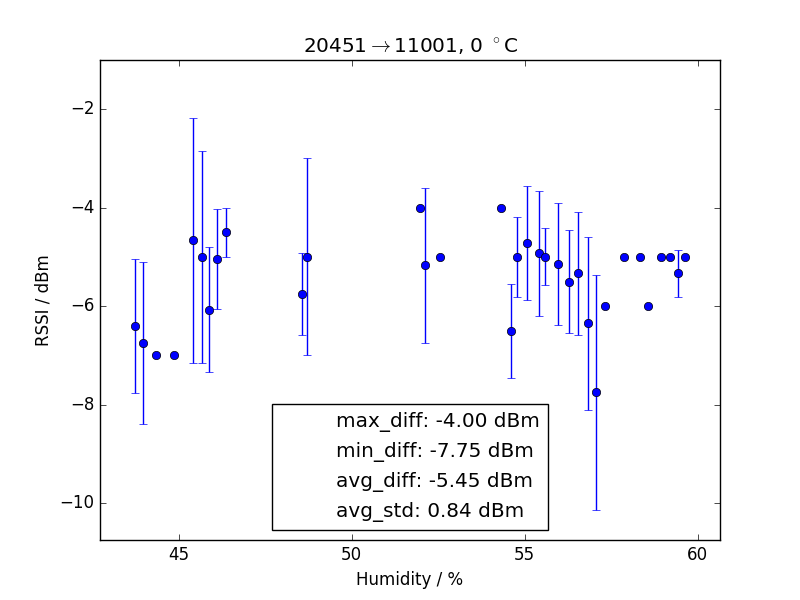 20451→11001, 0 °C
RSSI / dBm
−2
−4
−6
−8
−10
max_diff: -4.00 dBm
min_diff: -7.75 dBm
avg_diff: -5.45 dBm
avg_std: 0.84 dBm
45
50
55
60
Humidity / %